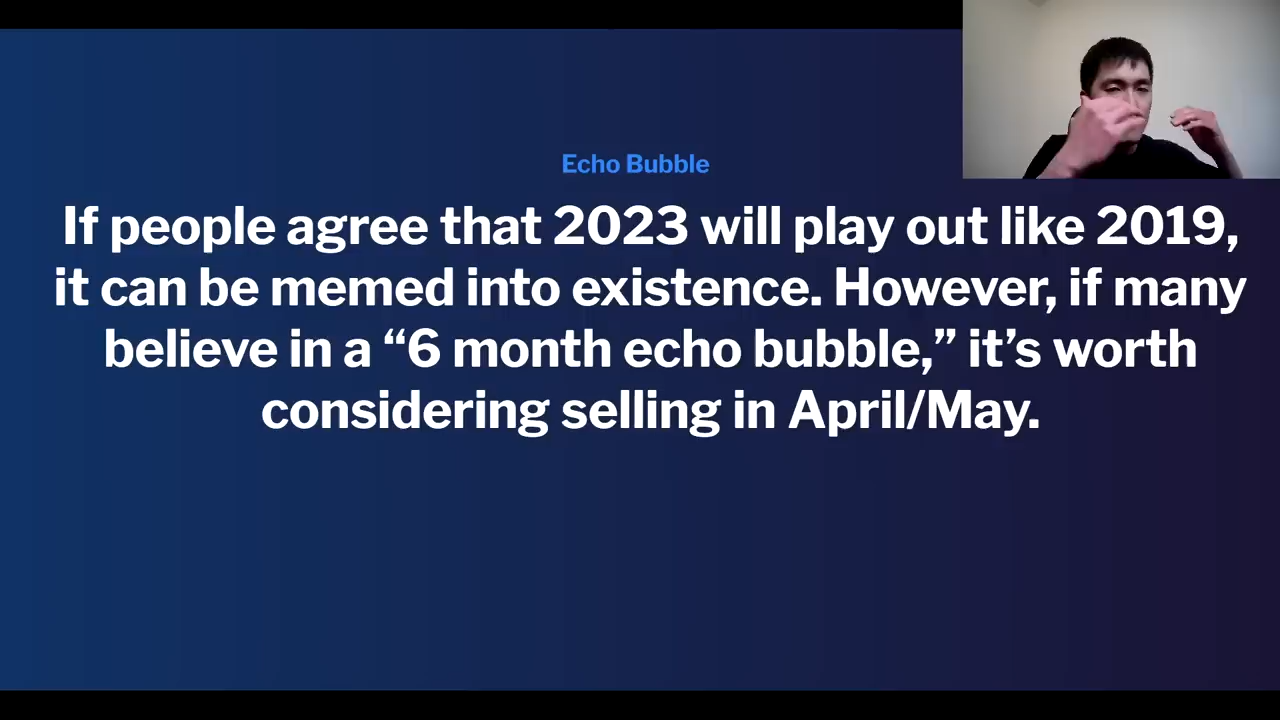 Echo Bubble
If people agree that 2023 will play out like 2019,
it can be memed into existence. However, if many
believe in a “6 month echo bubble,” it’s worth
considering selling in April/May.